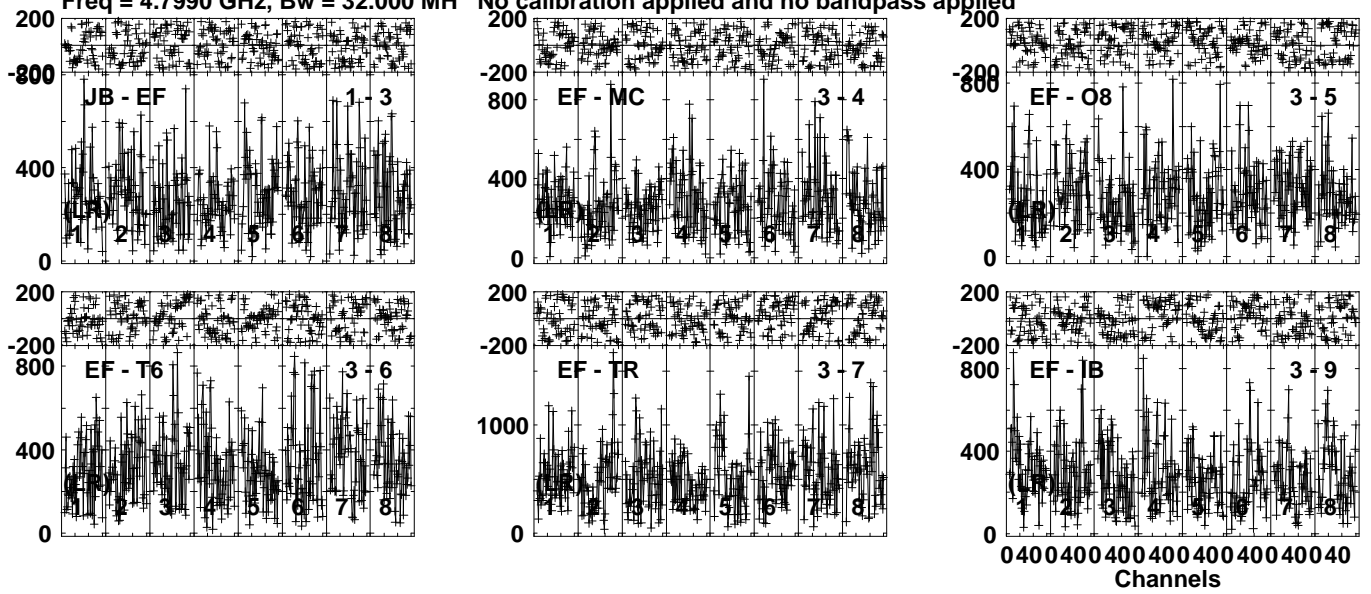 Freq = 4.7990 GHz, Bw = 32.000 MH No calibration applied and no bandpass applied
200
-200
800
400
0
JB - EF 1 - 3
(LR)
1 2 3 4 5 6 7 8
200
-200
800
400
0
EF - MC 3 - 4
(LR)
1 2 3 4 5 6 7 8
200
-200
800
400
0
EF - O8 3 - 5
(LR)
1 2 3 4 5 6 7 8
200
-200
800
400
0
EF - T6 3 - 6
(LR)
1 2 3 4 5 6 7 8
200
-200
1000
0
EF - TR 3 - 7
(LR)
1 2 3 4 5 6 7 8
200
-200
800
400
0
EF - IB 3 - 9
(LR)
1 2 3 4 5 6 7 8
0 40 0 40 0 40 0 40 0 40 0 40 0 40 0 40
Channels